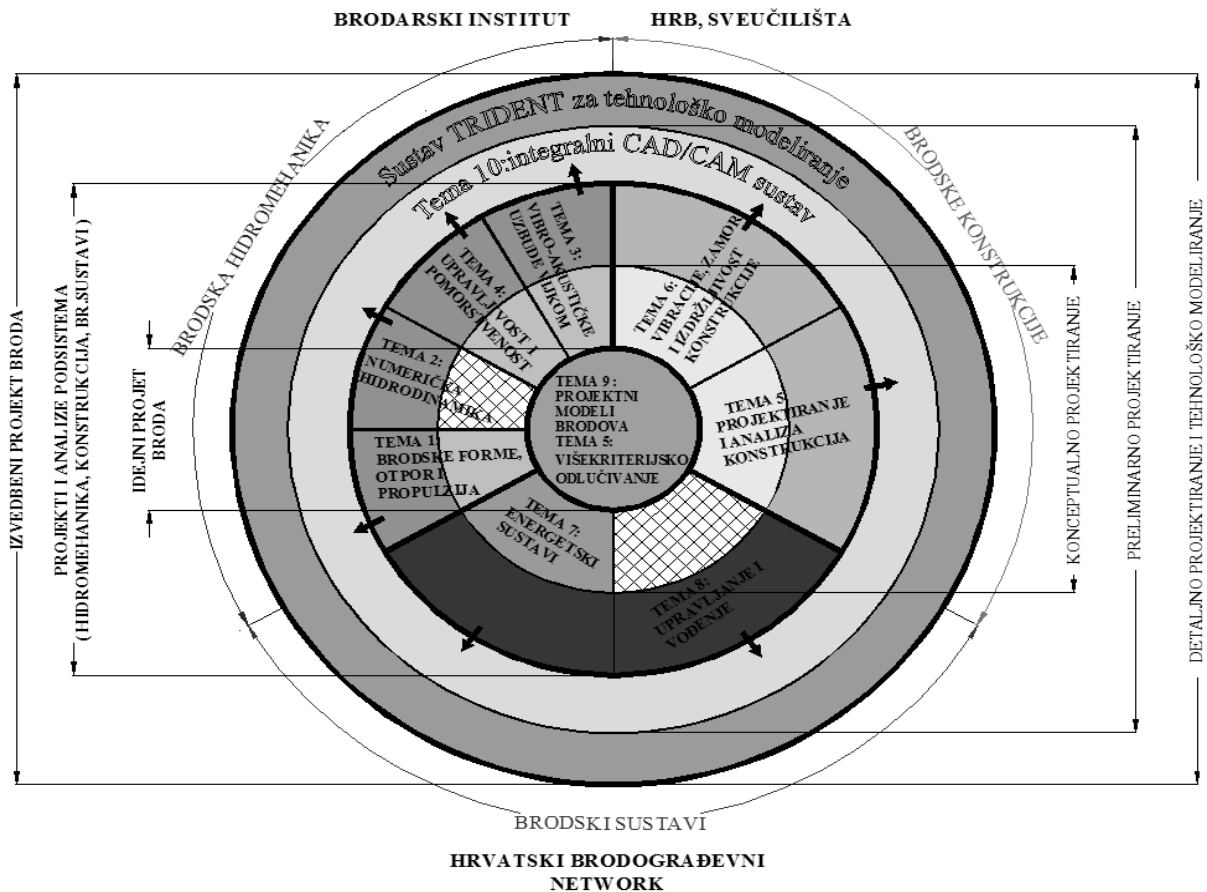 BRODARSKI INSTITUT
HRB, SVEUČILIŠTA
BRODSKA HIDROMEHANIKA
BRODSKE KONSTRUKCIJE
Sustav TRIDENT za tehnološko modeliranje
Tema 10:integralni CAD/CAM sustav
IZVEDBENI PROJEKT BRODA
PROJEKTI I ANALIZE PODSISTEMA
(HIDROMEHANIKA, KONSTRUKCIJA, BR.SUSTAVI )
IDEJNI PROJET
BRODA
TEMA 3:
VIBRO-AKUSTIČKE
UZBUDE VIJKOM
TEMA 4:
UPRAVLJIVOST I
POMORSTVENOST
TEMA 2:
NUMERIČKA
HIDRODINAMIKA
TEMA 1:
BRODSKE FORME,
OTPOR I
PROPULZIJA
TEMA 7:
ENERGETSKI
SUSTAVI
TEMA 8:
UPRAVLJANJE I
VOĐENJE
TEMA 9 :
PROJEKTNI
MODELI
BRODOVA
TEMA 5:
VIŠEKRITERIJSKO
ODLUČIVANJE
TEMA 6:
VIBRACIJE, ZAMOR
I IZDRŽLJIVOST
KONSTRUKCIJE
TEMA 5:
PROJEKTIRANJE
I ANALIZA
KONSTRUKCIJA
KONCEPTUALNO PROJEKTIRANJE
PRELIMINARNO PROJEKTIRANJE
DETALJNO PROJEKTIRANJE I TEHNOLOŠKO MODELIRANJE
BRODSKI SUSTAVI
HRVATSKI BRODOGRAĐEVNI
NETWORK